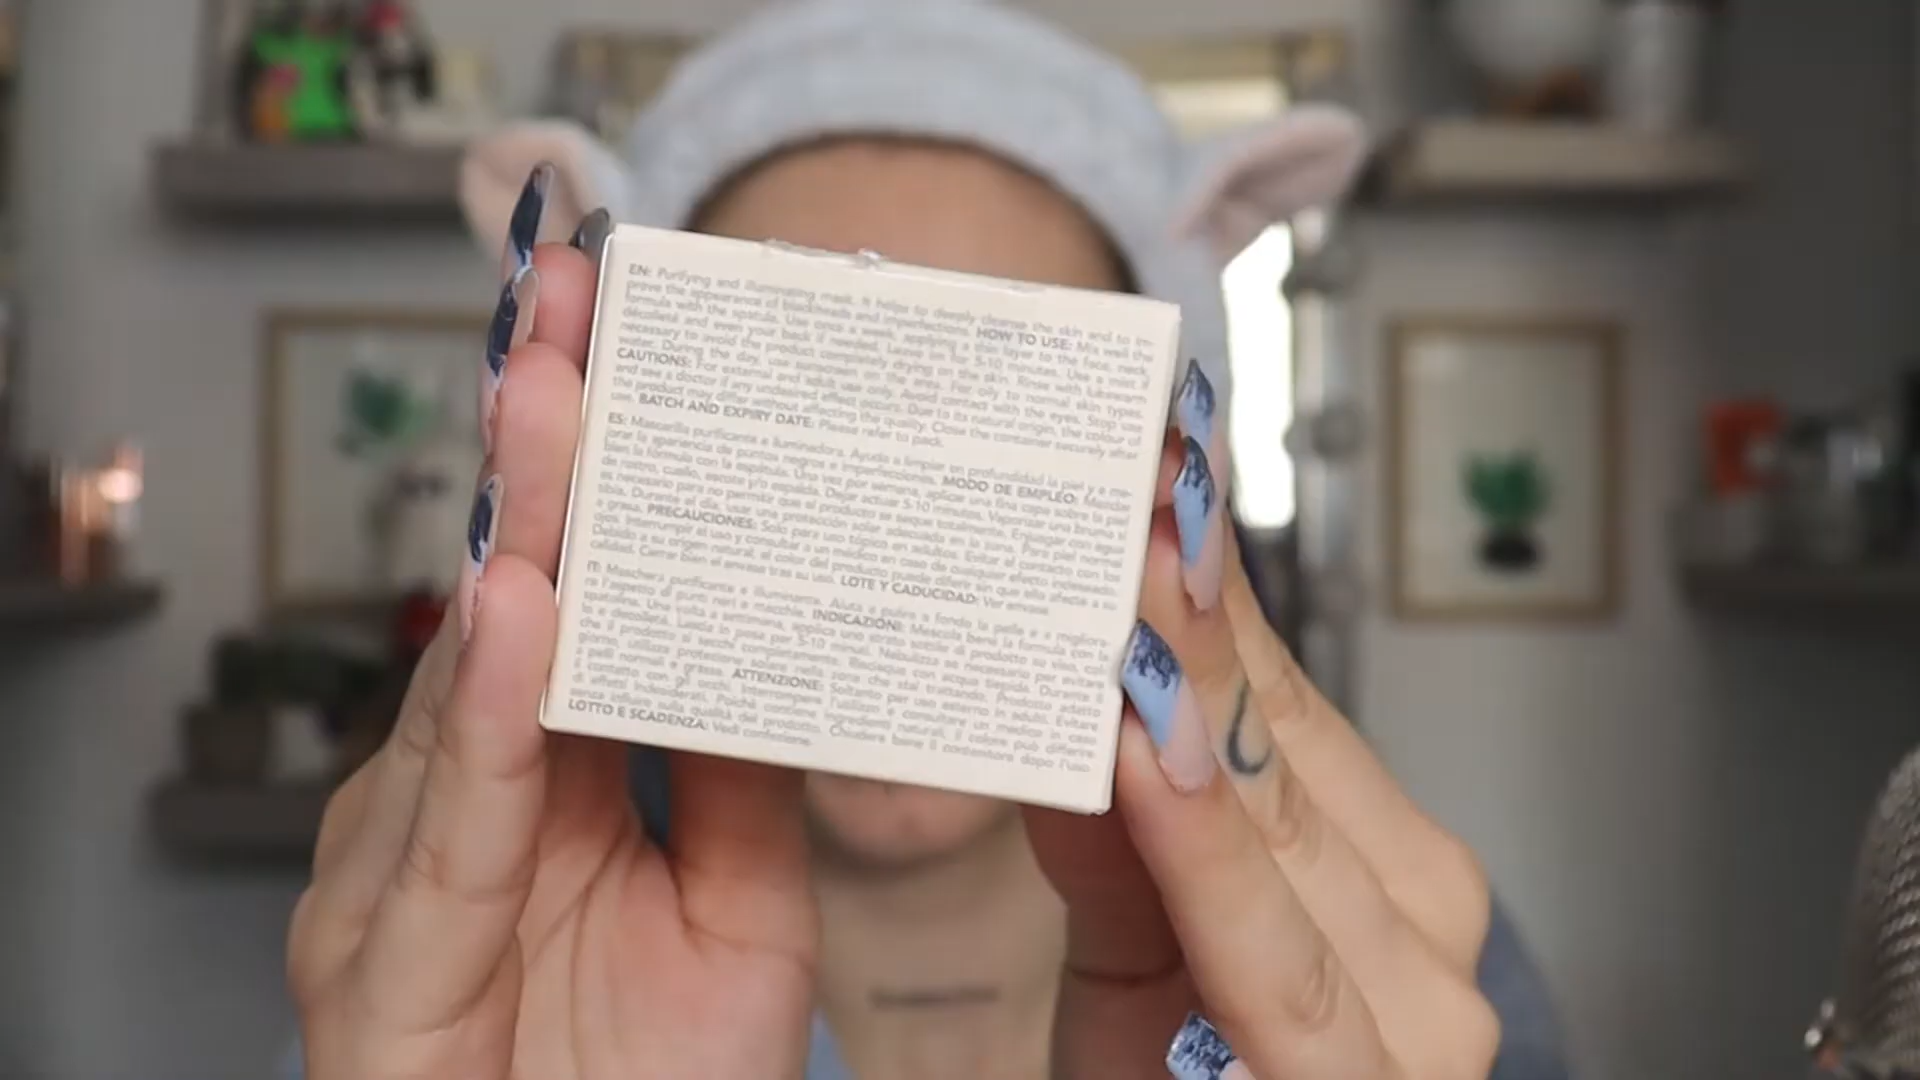 EN: Purifying and illuminating mask. It helps to deeply cleanse the skin and to im-
prove the appearance of blackheads and imperfections. HOW TO USE: Mix well the
formula with the spatula. Use once a week, applying a thin layer to the face, neck,
décolleté and even your back if needed. Leave on for 5-10 minutes. Use a mist if
necessary to avoid the product completely drying on the skin. Rinse with lukewarm
water. During the day, use sunscreen on the area. For oily to normal skin types.
CAUTIONS: For external and adult use only. Avoid contact with the eyes. Stop use
and see a doctor if any undesired effect occurs. Due to its natural origin, the colour of
the product may differ without affecting the quality. Close the container securely after
use. BATCH AND EXPIRY DATE: Please refer to pack.
ES: Mascarilla purificante e iluminadora. Ayuda a limpiar en profundidad la piel y a me-
jorar la apariencia de puntos negros e imperfecciones. MODO DE EMPLEO: Mezclar
bien la fórmula con la espátula. Una vez por semana, aplicar una fina capa sobre la piel
de rostro, cuello, escote y/o espalda. Dejar actuar 5-10 minutos. Vaporizar una bruma si
es necesario para no permitir que el producto se seque totalmente. Enjuagar con agua
tibia. Durante el día, usar una protección solar adecuada en la zona. Para piel normal
a grasa. PRECAUCIONES: Solo para uso tópico en adultos. Evitar el contacto con los
ojos. Interrumpir el uso y consultar a un médico en caso de cualquier efecto indeseado.
Debido a su origen natural, el color del producto puede diferir sin que ello afecte a su
calidad. Cerrar bien el envase tras su uso. LOTE Y CADUCIDAD: Ver envase.
IT: Maschera purificante e illuminante. Aiuta a pulire a fondo la pelle e a migliora-
re l'aspetto di punti neri e macchie. INDICAZIONI: Mescola bene la formula con la
spatolina. Una volta a settimana, applica uno strato sottile di prodotto su viso, col-
lo e décolleté. Lascia in posa per 5-10 minuti. Nebulizza se necessario per evitare
che il prodotto si secchi completamente. Risciacqua con acqua tiepida. Durante il
giorno, utilizza protezione solare nella zona che stai trattando. Prodotto adatto
a pelli normali e grasse. ATTENZIONE: Soltanto per uso esterno in adulti. Evitare
il contatto con gli occhi. Interrompere l'utilizzo e consultare un medico in caso
di effetti indesiderati. Poiché contiene ingredienti naturali, il colore può differire
senza influire sulla qualità del prodotto. Chiudere bene il contenitore dopo l'uso.
LOTTO E SCADENZA: Vedi confezione.